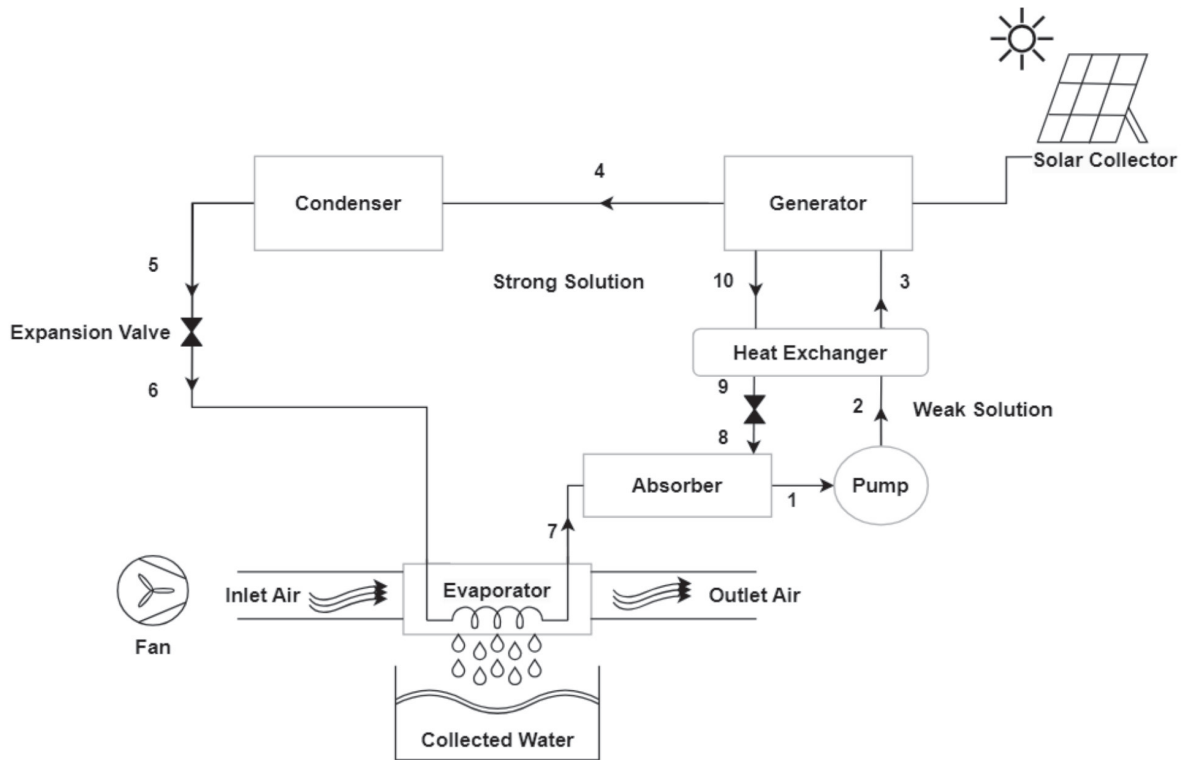 Solar Collector
4
Condenser
Generator
5
Strong Solution
10
3
Expansion Valve
Heat Exchanger
6
9
2
Weak Solution
8
Absorber
1
Pump
7
Inlet Air
Evaporator
Outlet Air
Fan
Collected Water